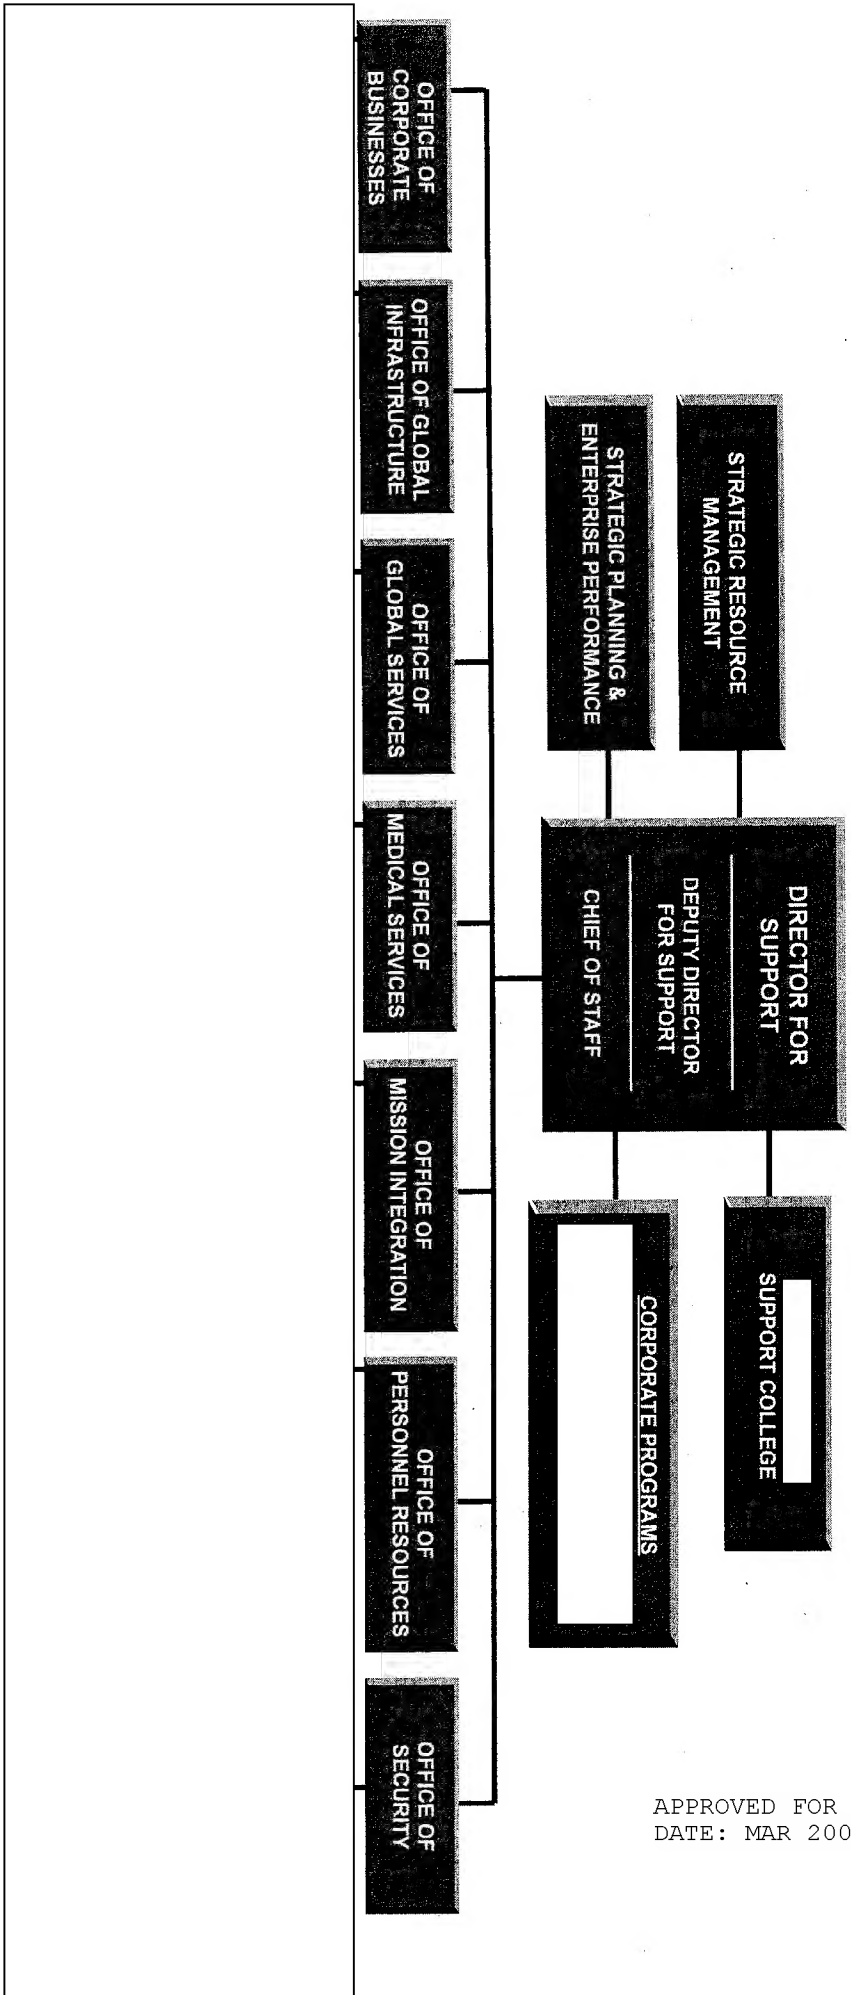 DIRECTOR FOR
SUPPORT
DEPUTY DIRECTOR
FOR SUPPORT
CHIEF OF STAFF
STRATEGIC RESOURCE
MANAGEMENT
STRATEGIC PLANNING &
ENTERPRISE PERFORMANCE
SUPPORT COLLEGE
CORPORATE PROGRAMS
OFFICE OF
CORPORATE
BUSINESSES
OFFICE OF GLOBAL
INFRASTRUCTURE
OFFICE OF
GLOBAL SERVICES
OFFICE OF
MEDICAL SERVICES
OFFICE OF
MISSION INTEGRATION
OFFICE OF
PERSONNEL RESOURCES
OFFICE OF
SECURITY
APPROVED FOR
DATE: MAR 200